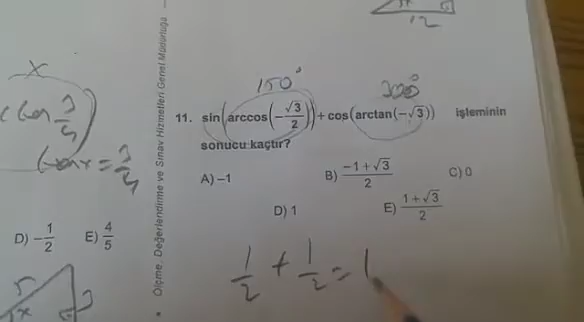 12
x
150°
300°
11. sin(arccos(-√3/2)) + cos(arctan(-√3)) işleminin
sonucu kaçtır?
A) -1
B) (-1+√3)/2
C) 0
D) 1
E) (1+√3)/2
1/2 + 1/2 = 1
3/4
x = 3/4
D) -1/2 E) 4/5
5
x
3
Ölçme, Değerlendirme ve Sınav Hizmetleri Genel Müdürlüğü